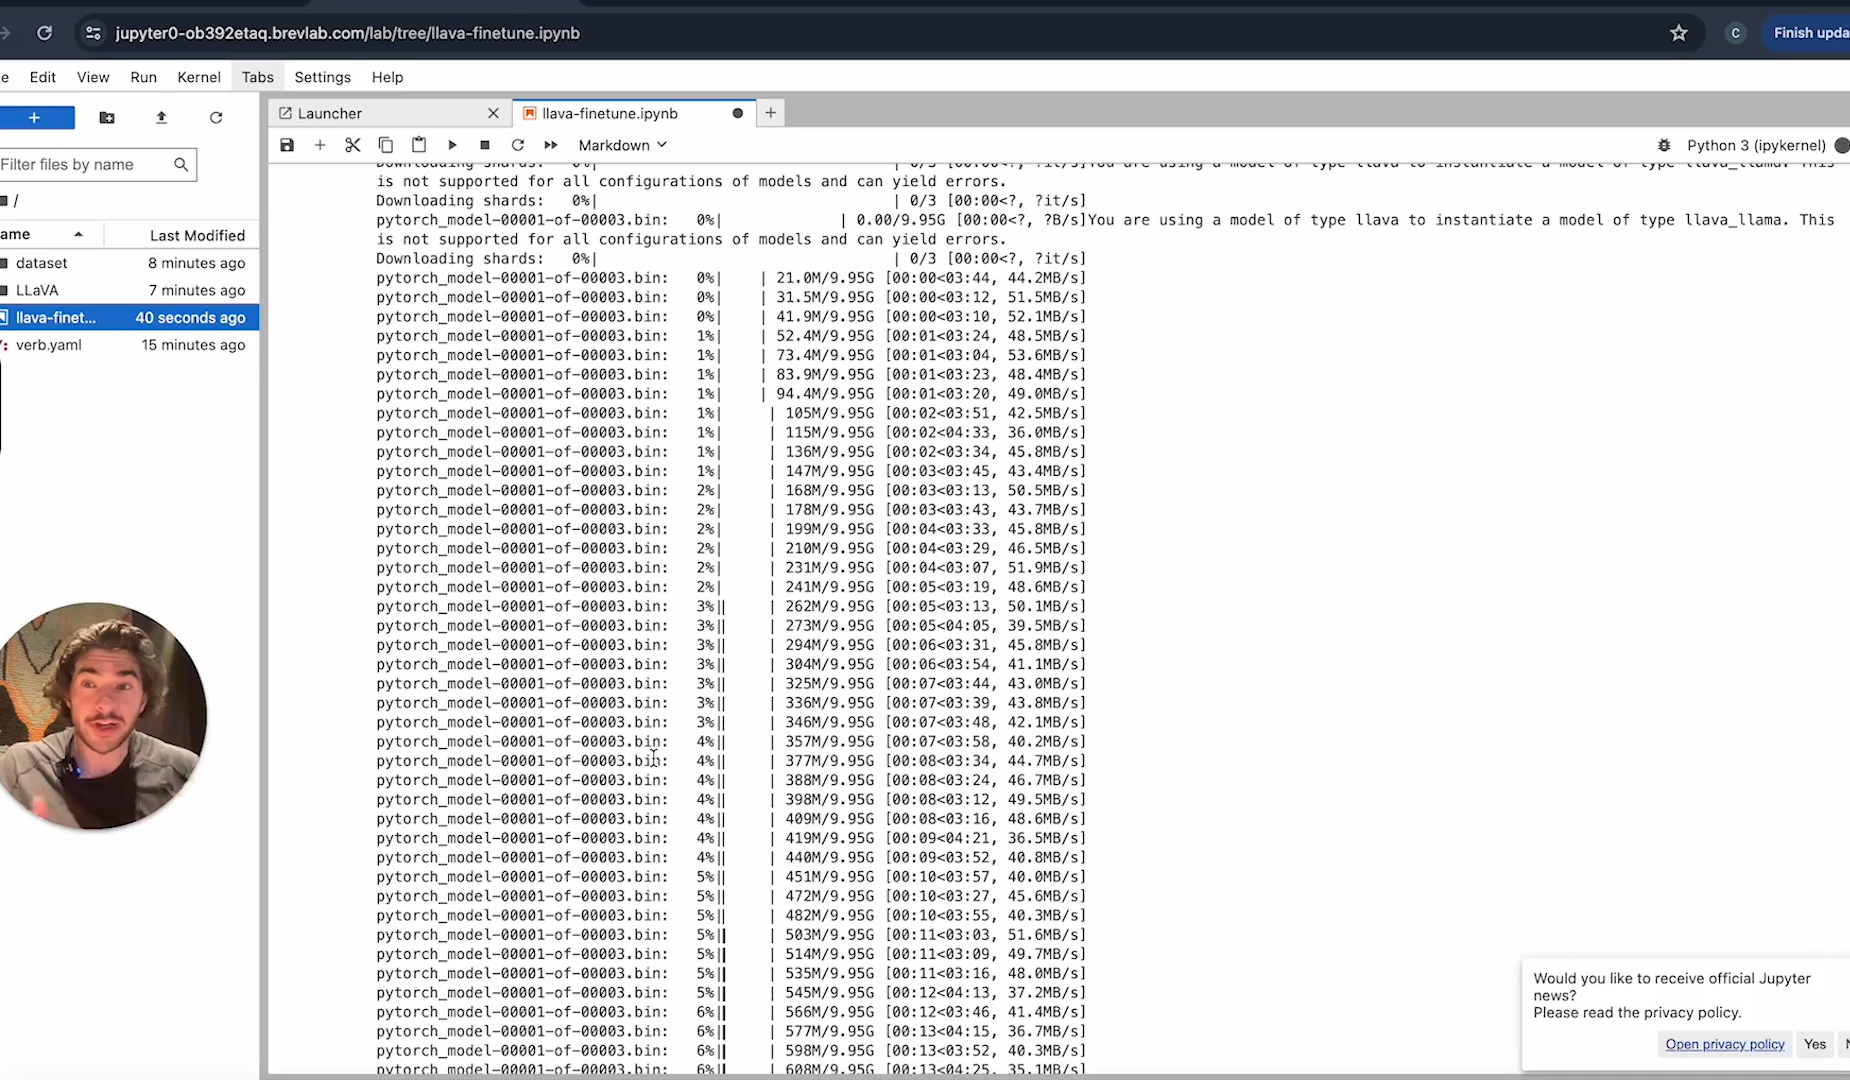 jupyter0-ob392etaq.brevlab.com/lab/tree/llava-finetune.ipynb
C
Finish upda
e Edit View Run Kernel Tabs Settings Help
+
Launcher
llava-finetune.ipynb
+
Markdown
Python 3 (ipykernel)
Filter files by name
/
ame Last Modified
dataset 8 minutes ago
LLaVA 7 minutes ago
llava-finet... 40 seconds ago
verb.yaml 15 minutes ago
Downloading shards: 0%| | 0/3 [00:00<?, ?it/s]You are using a model of type llava to instantiate a model of type llava_llama. This
is not supported for all configurations of models and can yield errors.
Downloading shards: 0%| | 0/3 [00:00<?, ?it/s]
pytorch_model-00001-of-00003.bin: 0%| | 0.00/9.95G [00:00<?, ?B/s]You are using a model of type llava to instantiate a model of type llava_llama. This
is not supported for all configurations of models and can yield errors.
Downloading shards: 0%| | 0/3 [00:00<?, ?it/s]
pytorch_model-00001-of-00003.bin: 0%| | 21.0M/9.95G [00:00<03:44, 44.2MB/s]
pytorch_model-00001-of-00003.bin: 0%| | 31.5M/9.95G [00:00<03:12, 51.5MB/s]
pytorch_model-00001-of-00003.bin: 0%| | 41.9M/9.95G [00:00<03:10, 52.1MB/s]
pytorch_model-00001-of-00003.bin: 1%| | 52.4M/9.95G [00:01<03:24, 48.5MB/s]
pytorch_model-00001-of-00003.bin: 1%| | 73.4M/9.95G [00:01<03:04, 53.6MB/s]
pytorch_model-00001-of-00003.bin: 1%| | 83.9M/9.95G [00:01<03:23, 48.4MB/s]
pytorch_model-00001-of-00003.bin: 1%| | 94.4M/9.95G [00:01<03:20, 49.0MB/s]
pytorch_model-00001-of-00003.bin: 1%| | 105M/9.95G [00:02<03:51, 42.5MB/s]
pytorch_model-00001-of-00003.bin: 1%| | 115M/9.95G [00:02<04:33, 36.0MB/s]
pytorch_model-00001-of-00003.bin: 1%| | 136M/9.95G [00:02<03:34, 45.8MB/s]
pytorch_model-00001-of-00003.bin: 1%| | 147M/9.95G [00:03<03:45, 43.4MB/s]
pytorch_model-00001-of-00003.bin: 2%| | 168M/9.95G [00:03<03:13, 50.5MB/s]
pytorch_model-00001-of-00003.bin: 2%| | 178M/9.95G [00:03<03:43, 43.7MB/s]
pytorch_model-00001-of-00003.bin: 2%| | 199M/9.95G [00:04<03:33, 45.8MB/s]
pytorch_model-00001-of-00003.bin: 2%| | 210M/9.95G [00:04<03:29, 46.5MB/s]
pytorch_model-00001-of-00003.bin: 2%| | 231M/9.95G [00:04<03:07, 51.9MB/s]
pytorch_model-00001-of-00003.bin: 2%| | 241M/9.95G [00:05<03:19, 48.6MB/s]
pytorch_model-00001-of-00003.bin: 3%|| | 262M/9.95G [00:05<03:13, 50.1MB/s]
pytorch_model-00001-of-00003.bin: 3%|| | 273M/9.95G [00:05<04:05, 39.5MB/s]
pytorch_model-00001-of-00003.bin: 3%|| | 294M/9.95G [00:06<03:31, 45.8MB/s]
pytorch_model-00001-of-00003.bin: 3%|| | 304M/9.95G [00:06<03:54, 41.1MB/s]
pytorch_model-00001-of-00003.bin: 3%|| | 325M/9.95G [00:07<03:44, 43.0MB/s]
pytorch_model-00001-of-00003.bin: 3%|| | 336M/9.95G [00:07<03:39, 43.8MB/s]
pytorch_model-00001-of-00003.bin: 3%|| | 346M/9.95G [00:07<03:48, 42.1MB/s]
pytorch_model-00001-of-00003.bin: 4%|| | 357M/9.95G [00:07<03:58, 40.2MB/s]
pytorch_model-00001-of-00003.bin: 4%|| | 377M/9.95G [00:08<03:34, 44.7MB/s]
pytorch_model-00001-of-00003.bin: 4%|| | 388M/9.95G [00:08<03:24, 46.7MB/s]
pytorch_model-00001-of-00003.bin: 4%|| | 398M/9.95G [00:08<03:12, 49.5MB/s]
pytorch_model-00001-of-00003.bin: 4%|| | 409M/9.95G [00:08<03:16, 48.6MB/s]
pytorch_model-00001-of-00003.bin: 4%|| | 419M/9.95G [00:09<04:21, 36.5MB/s]
pytorch_model-00001-of-00003.bin: 4%|| | 440M/9.95G [00:09<03:52, 40.8MB/s]
pytorch_model-00001-of-00003.bin: 5%|| | 451M/9.95G [00:10<03:57, 40.0MB/s]
pytorch_model-00001-of-00003.bin: 5%|| | 472M/9.95G [00:10<03:27, 45.6MB/s]
pytorch_model-00001-of-00003.bin: 5%|| | 482M/9.95G [00:10<03:55, 40.3MB/s]
pytorch_model-00001-of-00003.bin: 5%|| | 503M/9.95G [00:11<03:03, 51.6MB/s]
pytorch_model-00001-of-00003.bin: 5%|| | 514M/9.95G [00:11<03:09, 49.7MB/s]
pytorch_model-00001-of-00003.bin: 5%|| | 535M/9.95G [00:11<03:16, 48.0MB/s]
pytorch_model-00001-of-00003.bin: 5%|| | 545M/9.95G [00:12<04:13, 37.2MB/s]
pytorch_model-00001-of-00003.bin: 6%|| | 566M/9.95G [00:12<03:46, 41.4MB/s]
pytorch_model-00001-of-00003.bin: 6%|| | 577M/9.95G [00:13<04:15, 36.7MB/s]
pytorch_model-00001-of-00003.bin: 6%|| | 598M/9.95G [00:13<03:52, 40.3MB/s]
pytorch_model-00001-of-00003.bin: 6%|| | 608M/9.95G [00:13<04:25, 35.1MB/s]
Would you like to receive official Jupyter
news?
Please read the privacy policy.
Open privacy policy Yes